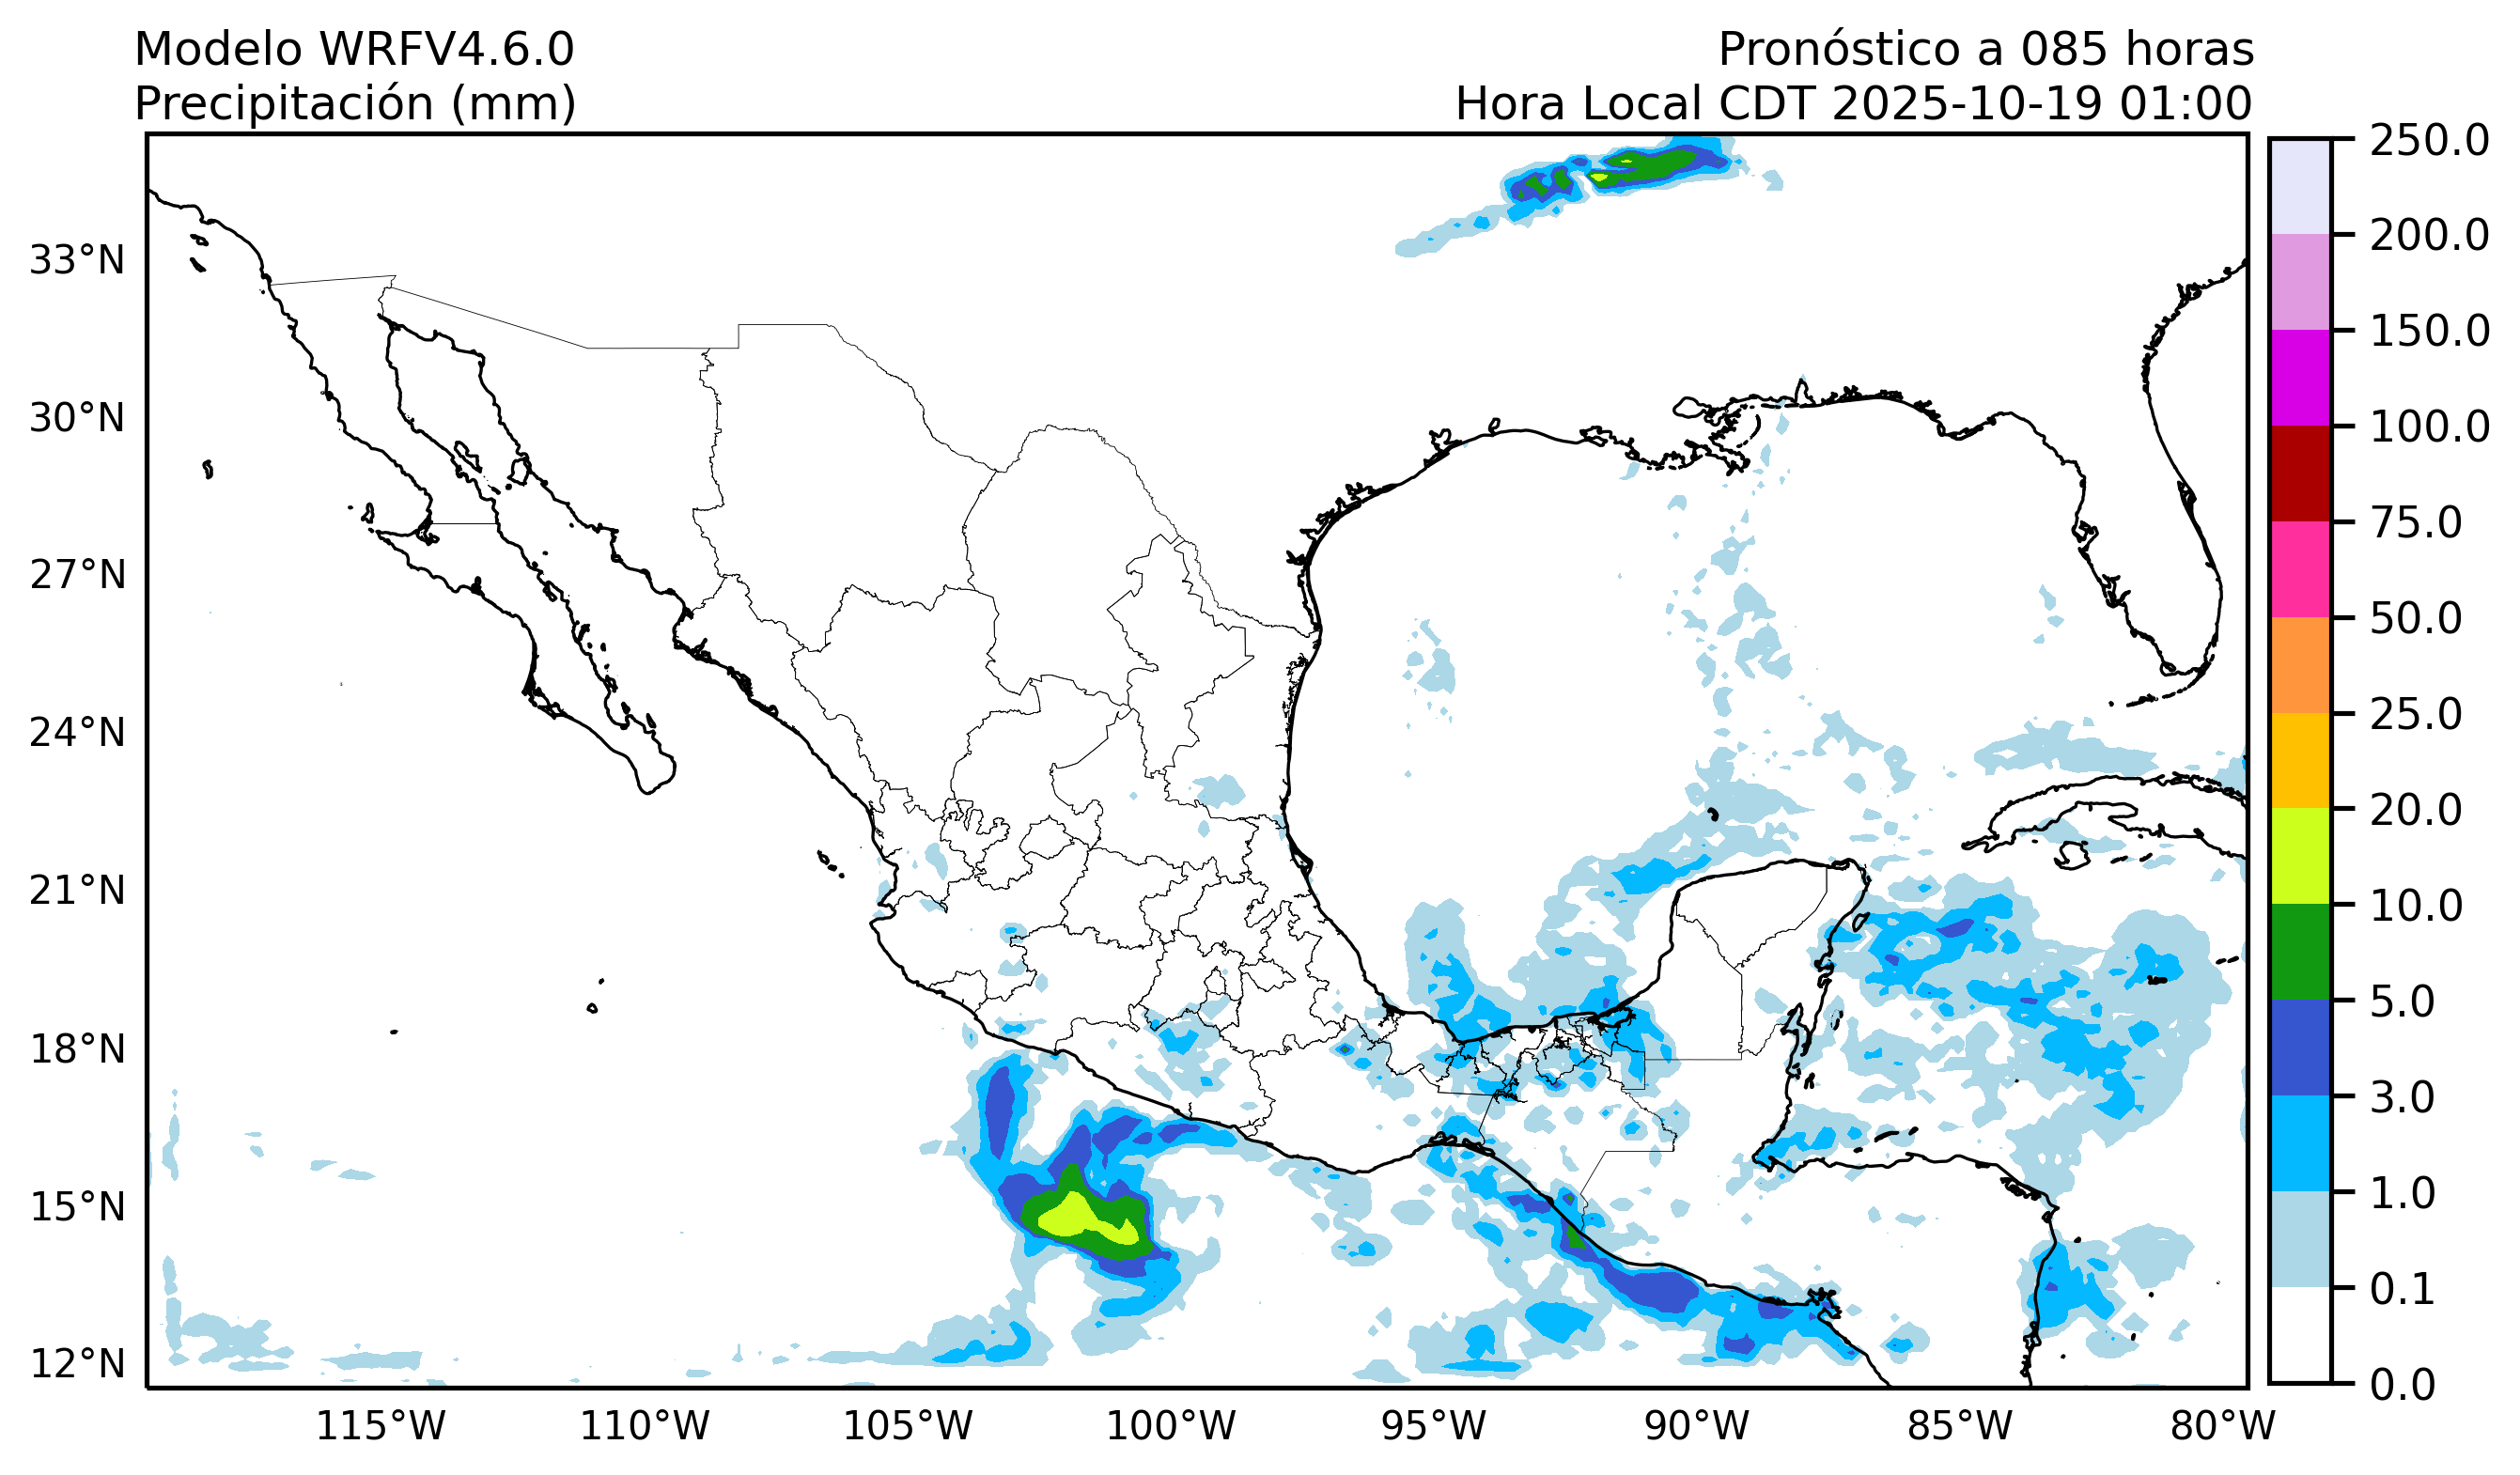 Modelo WRFV4.6.0
Precipitación (mm)
Pronóstico a 085 horas
Hora Local CDT 2025-10-19 01:00
33°N
30°N
27°N
24°N
21°N
18°N
15°N
12°N
115°W
110°W
105°W
100°W
95°W
90°W
85°W
80°W
250.0
200.0
150.0
100.0
75.0
50.0
25.0
20.0
10.0
5.0
3.0
1.0
0.1
0.0